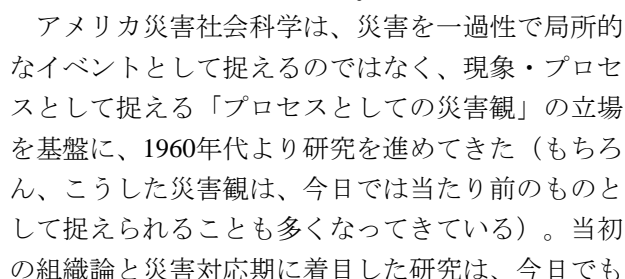 アメリカ災害社会科学は、災害を一過性で局所的
なイベントとして捉えるのではなく、現象・プロセ
スとして捉える「プロセスとしての災害観」の立場
を基盤に、1960年代より研究を進めてきた（もちろ
ん、こうした災害観は、今日では当たり前のものと
して捉えられることも多くなってきている）。当初
の組織論と災害対応期に着目した研究は、今日でも